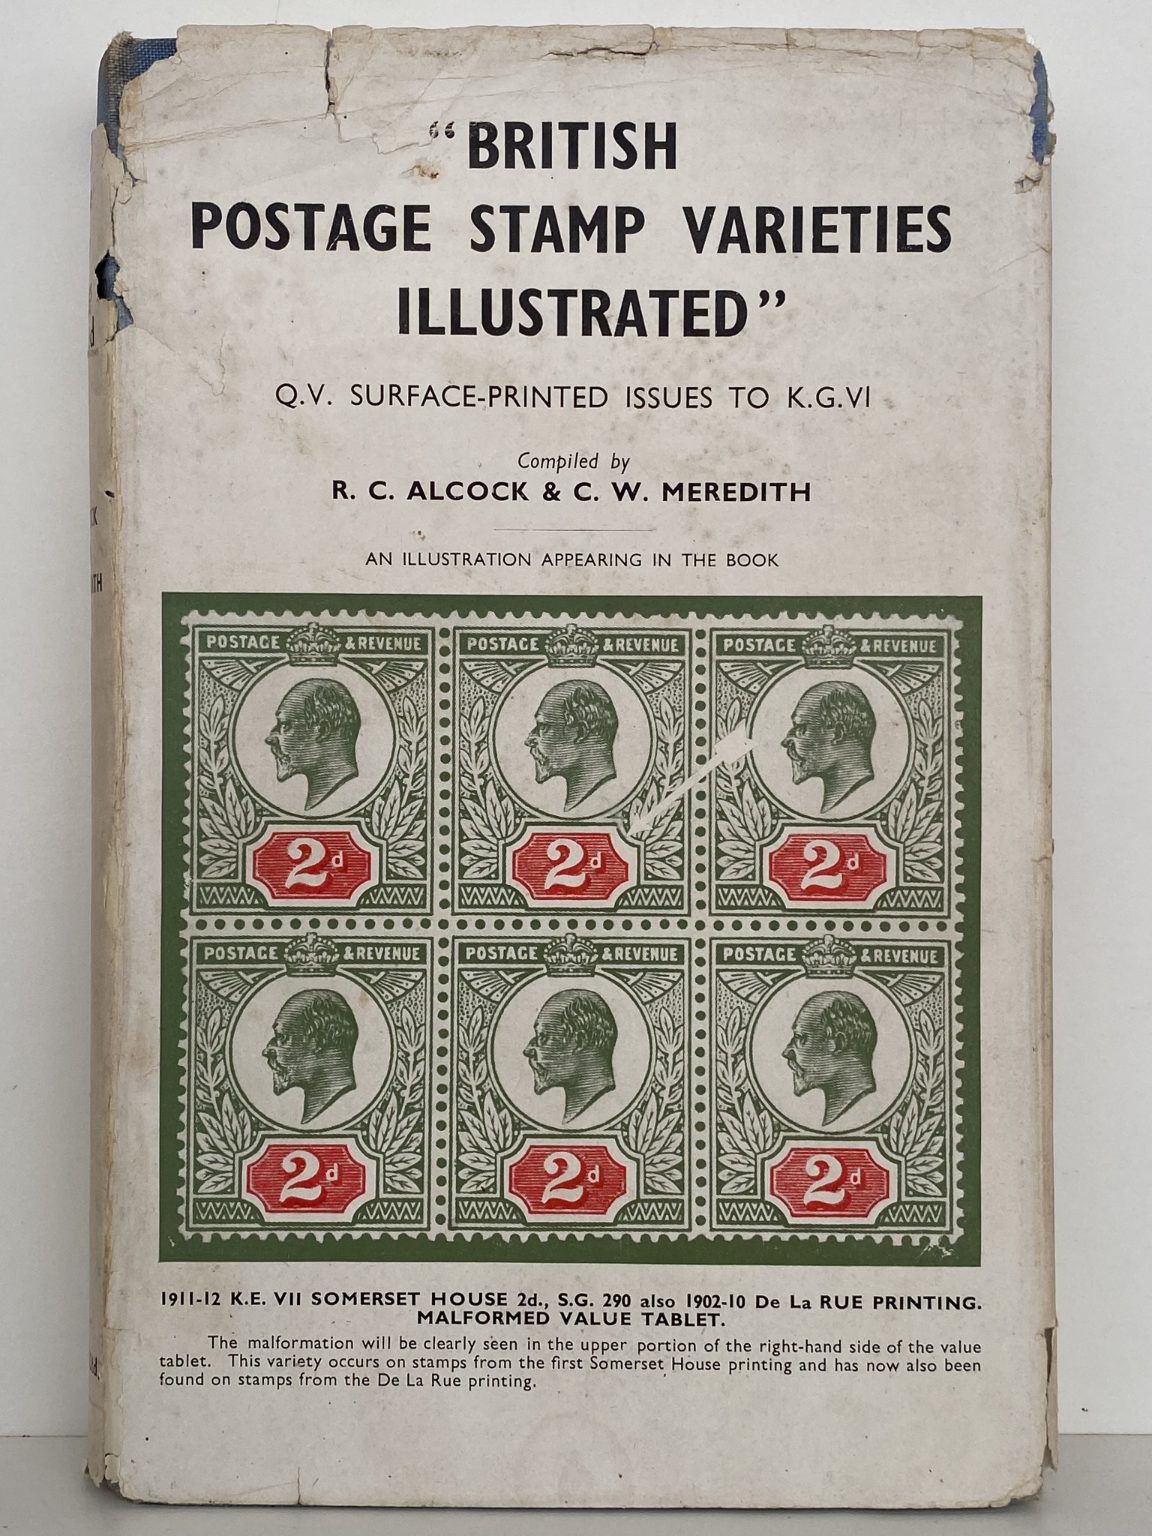 "BRITISH
POSTAGE STAMP VARIETIES
ILLUSTRATED"
Q.V. SURFACE-PRINTED ISSUES TO K.G.VI
Compiled by
R. C. ALCOCK & C. W. MEREDITH
AN ILLUSTRATION APPEARING IN THE BOOK
POSTAGE & REVENUE POSTAGE & REVENUE POSTAGE & REVENUE
2d 2d 2d
POSTAGE & REVENUE POSTAGE & REVENUE POSTAGE & REVENUE
2d 2d 2d
1911-12 K.E. VII SOMERSET HOUSE 2d., S.G. 290 also 1902-10 De La RUE PRINTING.
MALFORMED VALUE TABLET.
The malformation will be clearly seen in the upper portion of the right-hand side of the value
tablet. This variety occurs on stamps from the first Somerset House printing and has now also been
found on stamps from the De La Rue printing.